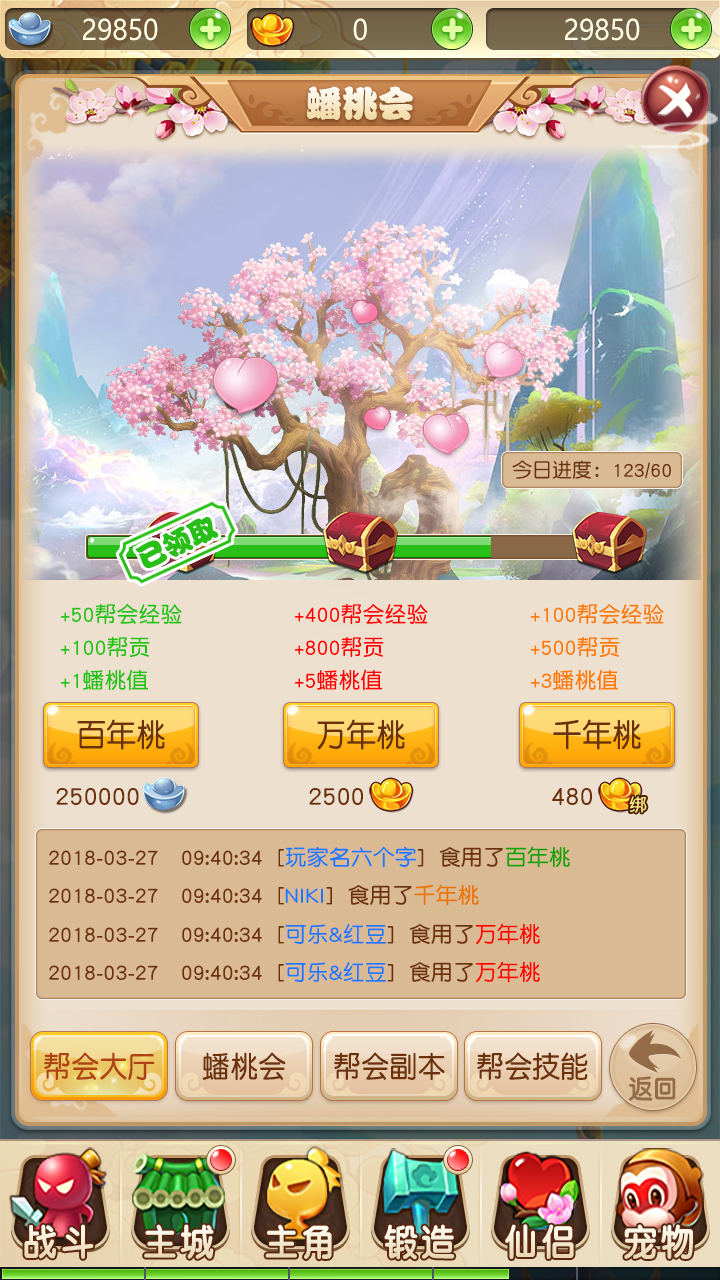 29850 0 29850
蟠桃会
今日进度：123/60
已领取
+50帮会经验 +400帮会经验 +100帮会经验
+100帮贡 +800帮贡 +500帮贡
+1蟠桃值 +5蟠桃值 +3蟠桃值
百年桃 万年桃 千年桃
250000 2500 480 绑
2018-03-27 09:40:34 [玩家名六个字] 食用了百年桃
2018-03-27 09:40:34 [NIKI] 食用了千年桃
2018-03-27 09:40:34 [可乐&红豆] 食用了万年桃
2018-03-27 09:40:34 [可乐&红豆] 食用了万年桃
帮会大厅 蟠桃会 帮会副本 帮会技能 返回
战斗 主城 主角 锻造 仙侣 宠物